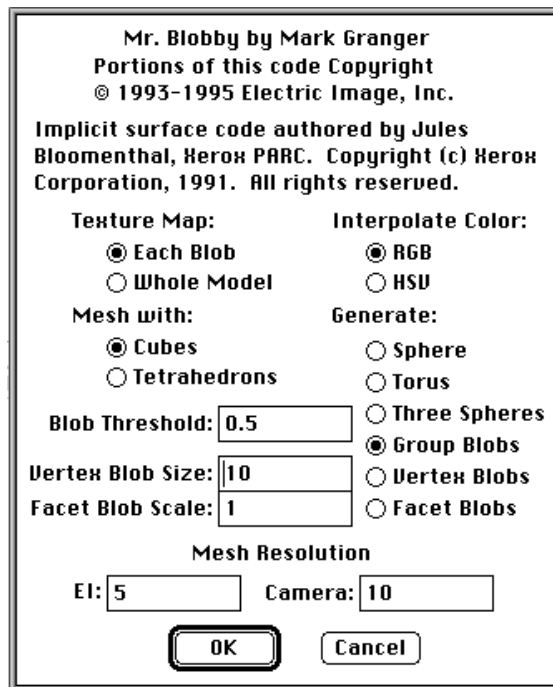 Mr. Blobby by Mark Granger
Portions of this code Copyright
© 1993-1995 Electric Image, Inc.
Implicit surface code authored by Jules
Bloomenthal, Xerox PARC.  Copyright (c) Xerox
Corporation, 1991.  All rights reserved.
Texture Map: Interpolate Color:
Each Blob RGB
Whole Model HSV
Mesh with: Generate:
Cubes Sphere
Tetrahedrons Torus
Three Spheres
Blob Threshold: 0.5
Group Blobs
Vertex Blob Size: 10 Vertex Blobs
Facet Blob Scale: 1 Facet Blobs
Mesh Resolution
EI: 5 Camera: 10
OK Cancel